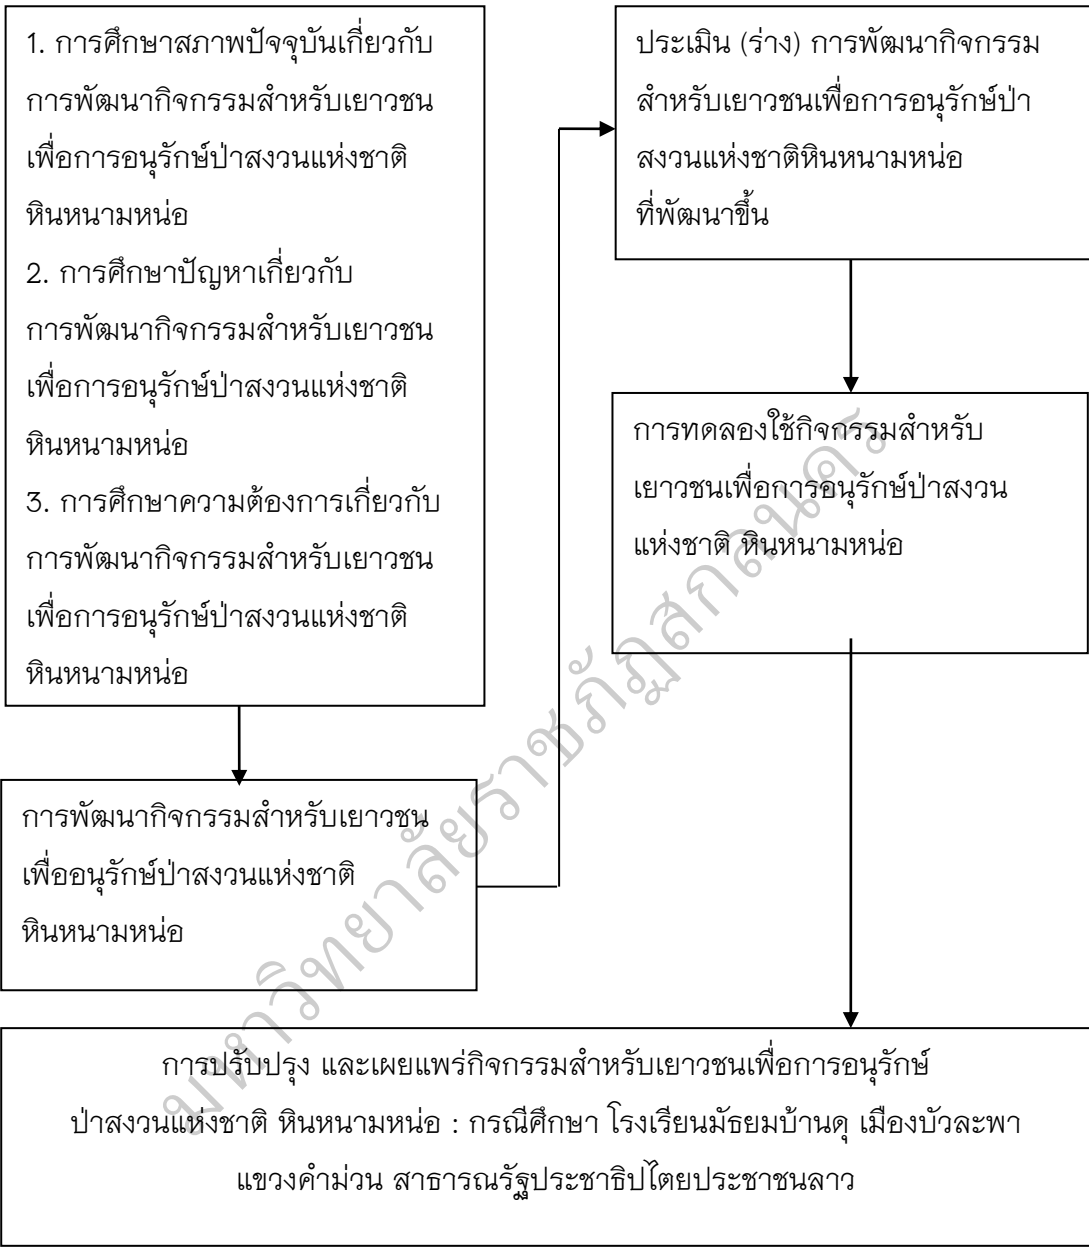 1. การศึกษาสภาพปัจจุบันเกี่ยวกับ
การพัฒนากิจกรรมสำหรับเยาวชน
เพื่อการอนุรักษ์ป่าสงวนแห่งชาติ
หินหนามหน่อ
2. การศึกษาปัญหาเกี่ยวกับ
การพัฒนากิจกรรมสำหรับเยาวชน
เพื่อการอนุรักษ์ป่าสงวนแห่งชาติ
หินหนามหน่อ
3. การศึกษาความต้องการเกี่ยวกับ
การพัฒนากิจกรรมสำหรับเยาวชน
เพื่อการอนุรักษ์ป่าสงวนแห่งชาติ
หินหนามหน่อ
การพัฒนากิจกรรมสำหรับเยาวชน
เพื่ออนุรักษ์ป่าสงวนแห่งชาติ
หินหนามหน่อ
ประเมิน (ร่าง) การพัฒนากิจกรรม
สำหรับเยาวชนเพื่อการอนุรักษ์ป่า
สงวนแห่งชาติหินหนามหน่อ
ที่พัฒนาขึ้น
การทดลองใช้กิจกรรมสำหรับ
เยาวชนเพื่อการอนุรักษ์ป่าสงวน
แห่งชาติ หินหนามหน่อ
การปรับปรุง และเผยแพร่กิจกรรมสำหรับเยาวชนเพื่อการอนุรักษ์
ป่าสงวนแห่งชาติ หินหนามหน่อ : กรณีศึกษา โรงเรียนมัธยมบ้านดุ เมืองบัวละพา
แขวงคำม่วน สาธารณรัฐประชาธิปไตยประชาชนลาว
มหาวิทยาลัยราชภัฏสกลนคร